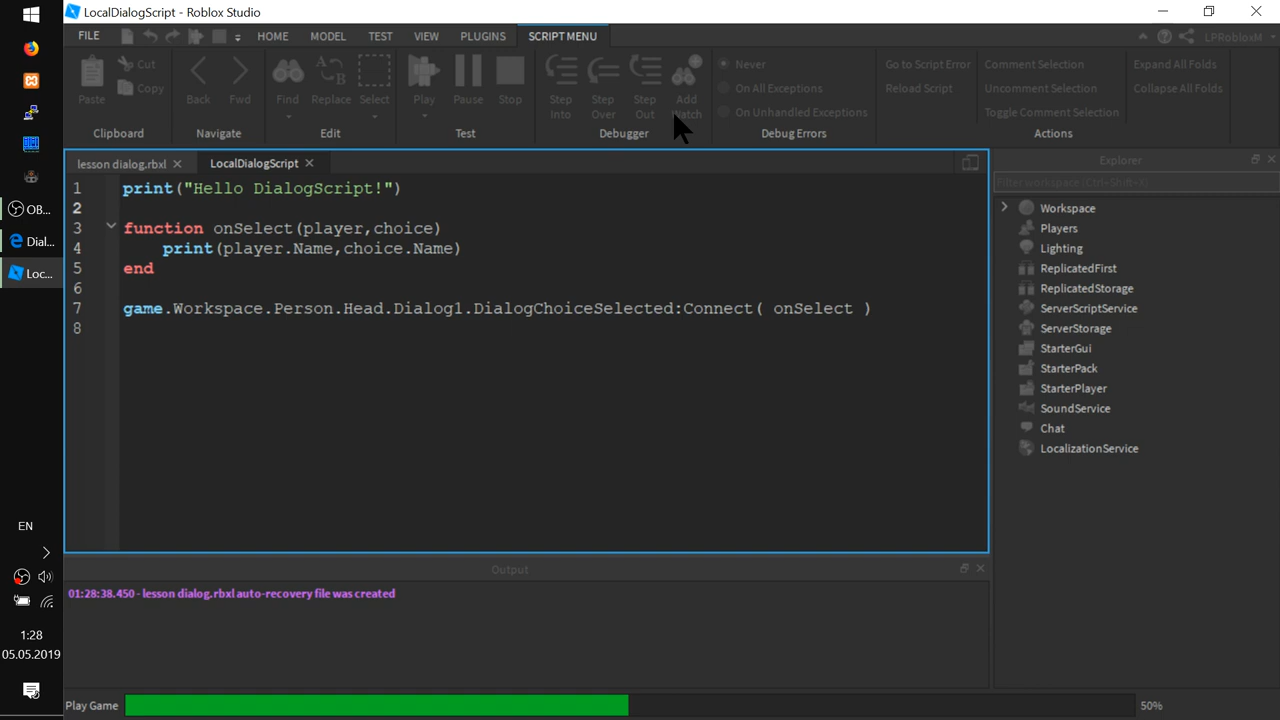 LocalDialogScript - Roblox Studio
FILE
HOME
MODEL
TEST
VIEW
PLUGINS
SCRIPT MENU
LPRobloxM
Paste
Cut
Copy
Clipboard
Back
Fwd
Navigate
Find
Replace
Select
Edit
Play
Pause
Stop
Test
Step Into
Step Over
Step Out
Add Watch
Debugger
Never
On All Exceptions
On Unhandled Exceptions
Debug Errors
Go to Script Error
Reload Script
Comment Selection
Uncomment Selection
Toggle Comment Selection
Actions
Expand All Folds
Collapse All Folds
OB...
Dial...
Loc...
lesson dialog.rbxl
LocalDialogScript
1 print("Hello DialogScript!")
2
3 function onSelect(player,choice)
4 print(player.Name,choice.Name)
5 end
6
7 game.Workspace.Person.Head.Dialog1.DialogChoiceSelected:Connect( onSelect )
8
Explorer
Filter workspace (Ctrl+Shift+X)
Workspace
Players
Lighting
ReplicatedFirst
ReplicatedStorage
ServerScriptService
ServerStorage
StarterGui
StarterPack
StarterPlayer
SoundService
Chat
LocalizationService
Output
01:28:38.450 - lesson dialog.rbxl auto-recovery file was created
EN
1:28
05.05.2019
Play Game
50%